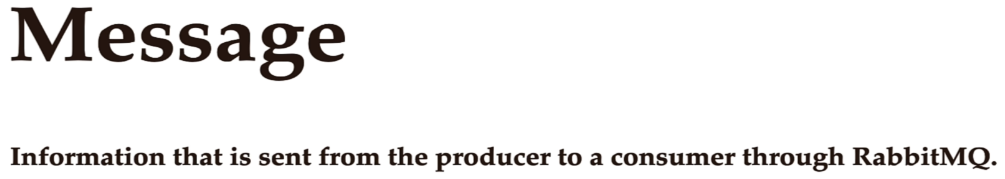 Message
Information that is sent from the producer to a consumer through RabbitMQ.